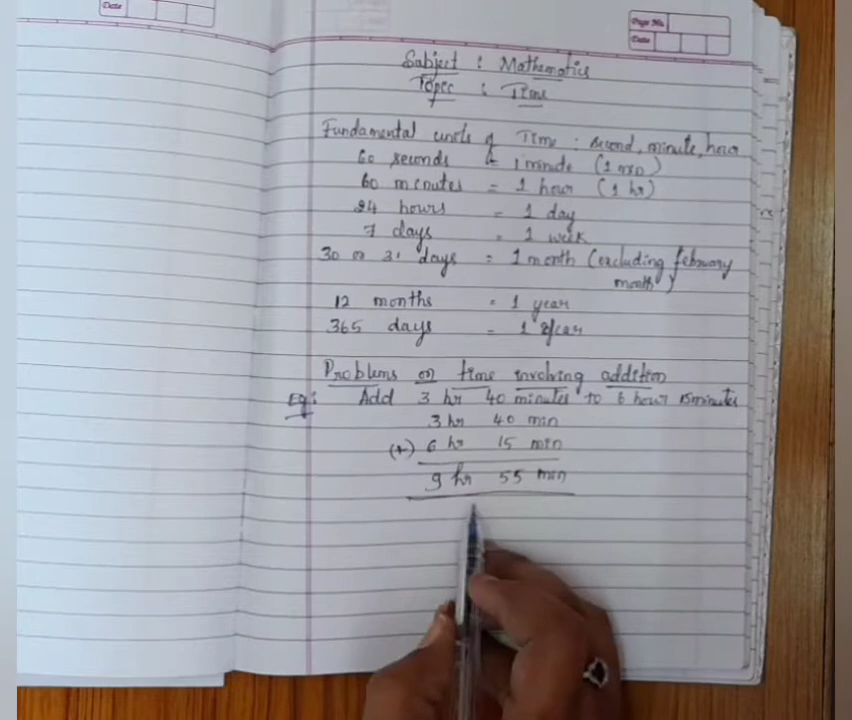 Date
Page No.
Date
Subject : Mathematics
Topic : Time
Fundamental units of Time : second, minute, hour
60 seconds = 1 minute (1 min)
60 minutes = 1 hour (1 hr)
24 hours = 1 day
7 days = 1 week
30 or 31 days = 1 month (excluding february
month)
12 months = 1 year
365 days = 1 year
Problems on time involving addition
Eg: Add 3 hr 40 minutes to 6 hour 15 minutes
3 hr 40 min
(+) 6 hr 15 min
9 hr 55 min